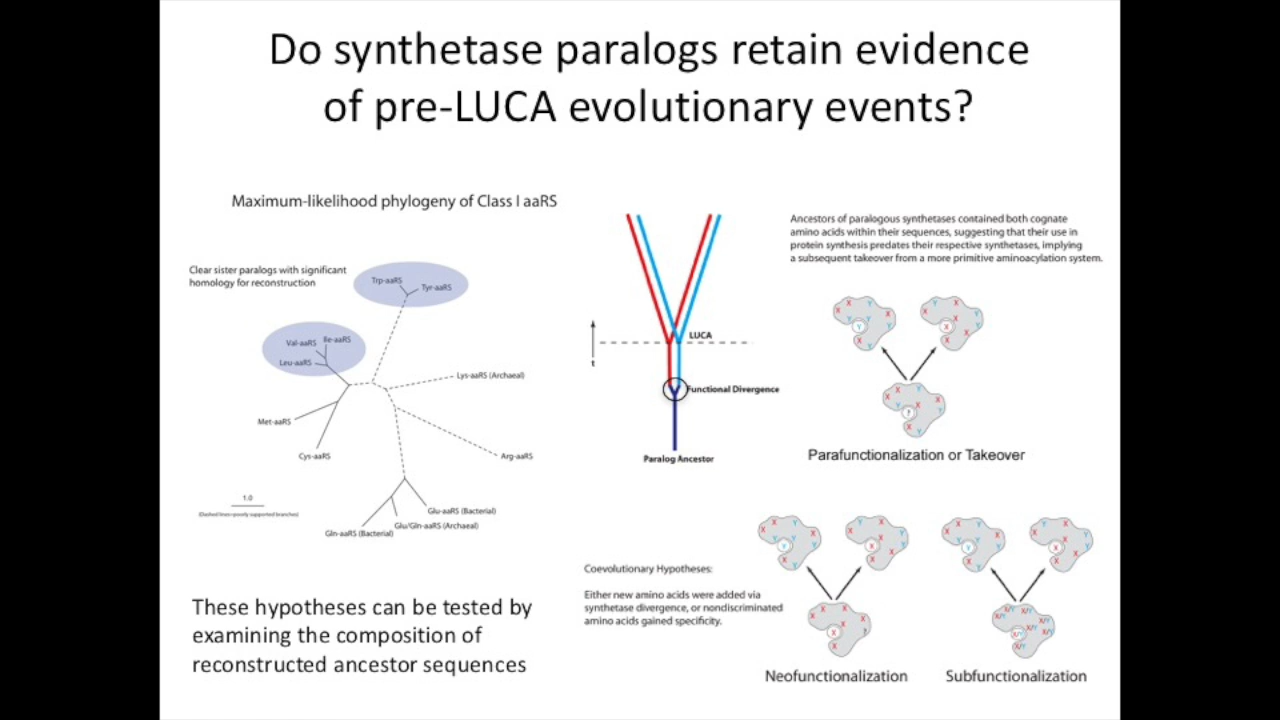 Do synthetase paralogs retain evidence
of pre-LUCA evolutionary events?
Maximum-likelihood phylogeny of Class I aaRS
Clear sister paralogs with significant
homology for reconstruction
Trp-aaRS
Tyr-aaRS
Val-aaRS
Ile-aaRS
Leu-aaRS
Lys-aaRS (Archaeal)
Met-aaRS
Cys-aaRS
Arg-aaRS
1.0
(Dashed lines=poorly supported branches)
Glu-aaRS (Bacterial)
Glu/Gln-aaRS (Archaeal)
Gln-aaRS (Bacterial)
These hypotheses can be tested by
examining the composition of
reconstructed ancestor sequences
LUCA
t
Functional Divergence
Paralog Ancestor
Ancestors of paralogous synthetases contained both cognate
amino acids within their sequences, suggesting that their use in
protein synthesis predates their respective synthetases, implying
a subsequent takeover from a more primitive aminoacylation system.
Parafunctionalization or Takeover
Coevolutionary Hypotheses:
Either new amino acids were added via
synthetase divergence, or nondiscriminated
amino acids gained specificity.
Neofunctionalization
Subfunctionalization